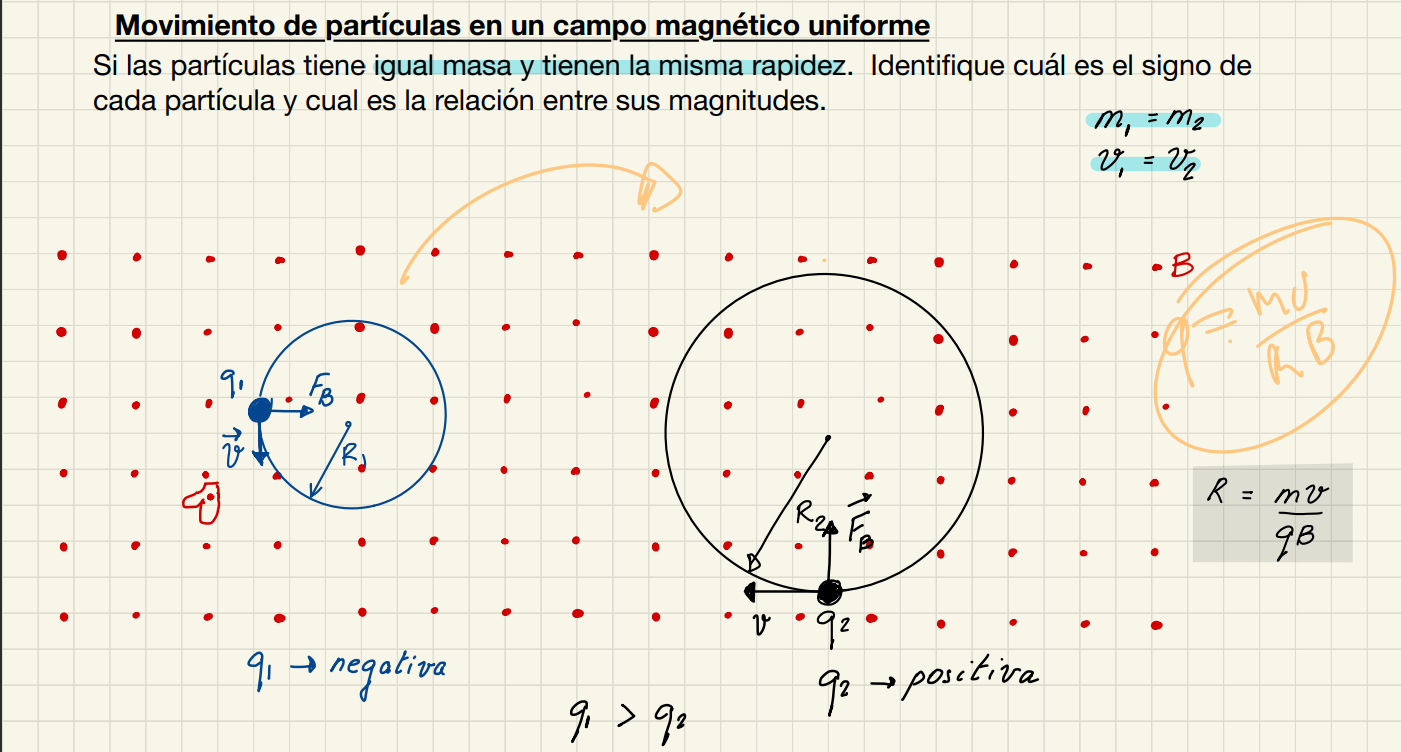 Movimiento de partículas en un campo magnético uniforme
Si las partículas tiene igual masa y tienen la misma rapidez. Identifique cuál es el signo de
cada partícula y cual es la relación entre sus magnitudes.
m₁ = m₂
v₁ = v₂
B
q₁
F_B
v⃗
R₁
R₂
F⃗_B
v
q₂
R = mv / qB
q₁ → negativa
q₂ → positiva
q₁ > q₂